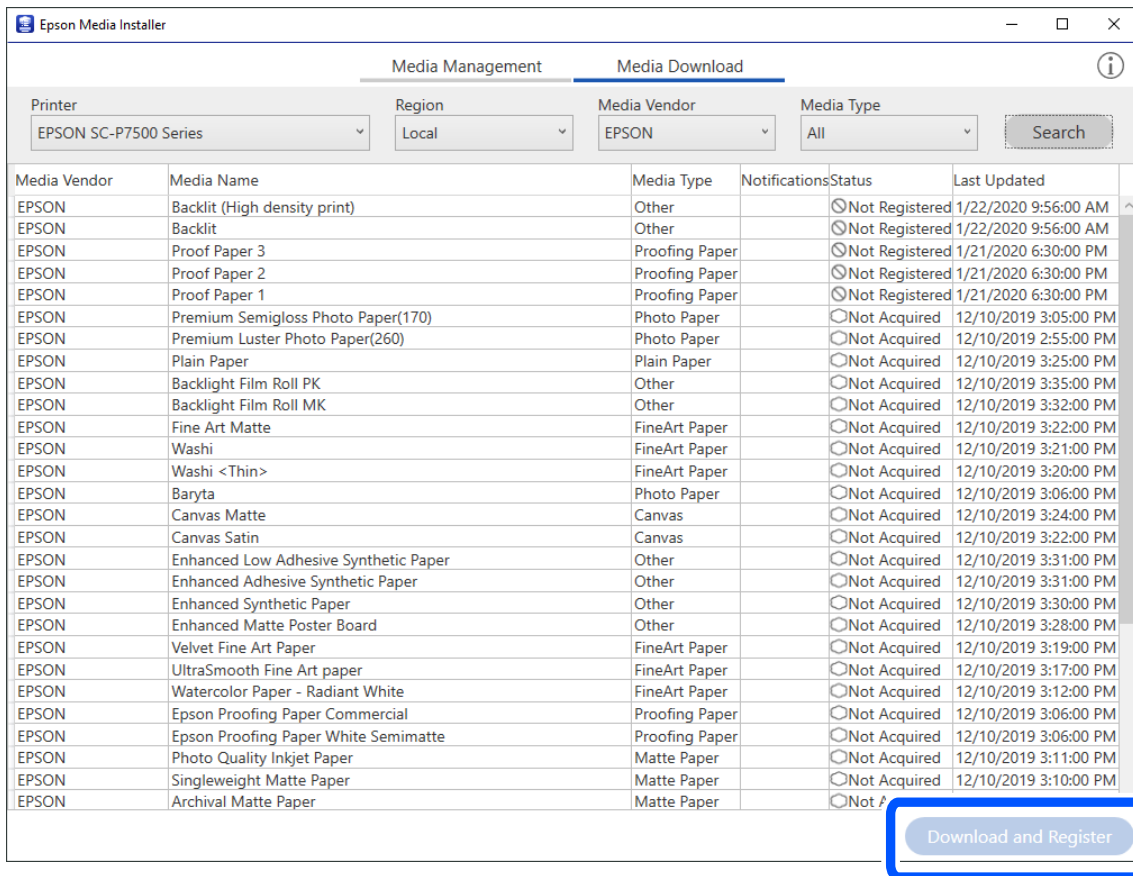 Epson Media Installer
Media Management Media Download
Printer Region Media Vendor Media Type
EPSON SC-P7500 Series Local EPSON All Search
Media Vendor Media Name Media Type Notifications Status Last Updated
EPSON Backlit (High density print) Other Not Registered 1/22/2020 9:56:00 AM
EPSON Backlit Other Not Registered 1/22/2020 9:56:00 AM
EPSON Proof Paper 3 Proofing Paper Not Registered 1/21/2020 6:30:00 PM
EPSON Proof Paper 2 Proofing Paper Not Registered 1/21/2020 6:30:00 PM
EPSON Proof Paper 1 Proofing Paper Not Registered 1/21/2020 6:30:00 PM
EPSON Premium Semigloss Photo Paper(170) Photo Paper Not Acquired 12/10/2019 3:05:00 PM
EPSON Premium Luster Photo Paper(260) Photo Paper Not Acquired 12/10/2019 2:55:00 PM
EPSON Plain Paper Plain Paper Not Acquired 12/10/2019 3:25:00 PM
EPSON Backlight Film Roll PK Other Not Acquired 12/10/2019 3:35:00 PM
EPSON Backlight Film Roll MK Other Not Acquired 12/10/2019 3:32:00 PM
EPSON Fine Art Matte FineArt Paper Not Acquired 12/10/2019 3:22:00 PM
EPSON Washi FineArt Paper Not Acquired 12/10/2019 3:21:00 PM
EPSON Washi <Thin> FineArt Paper Not Acquired 12/10/2019 3:20:00 PM
EPSON Baryta Photo Paper Not Acquired 12/10/2019 3:06:00 PM
EPSON Canvas Matte Canvas Not Acquired 12/10/2019 3:24:00 PM
EPSON Canvas Satin Canvas Not Acquired 12/10/2019 3:22:00 PM
EPSON Enhanced Low Adhesive Synthetic Paper Other Not Acquired 12/10/2019 3:31:00 PM
EPSON Enhanced Adhesive Synthetic Paper Other Not Acquired 12/10/2019 3:31:00 PM
EPSON Enhanced Synthetic Paper Other Not Acquired 12/10/2019 3:30:00 PM
EPSON Enhanced Matte Poster Board Other Not Acquired 12/10/2019 3:28:00 PM
EPSON Velvet Fine Art Paper FineArt Paper Not Acquired 12/10/2019 3:19:00 PM
EPSON UltraSmooth Fine Art paper FineArt Paper Not Acquired 12/10/2019 3:17:00 PM
EPSON Watercolor Paper - Radiant White FineArt Paper Not Acquired 12/10/2019 3:12:00 PM
EPSON Epson Proofing Paper Commercial Proofing Paper Not Acquired 12/10/2019 3:06:00 PM
EPSON Epson Proofing Paper White Semimatte Proofing Paper Not Acquired 12/10/2019 3:06:00 PM
EPSON Photo Quality Inkjet Paper Matte Paper Not Acquired 12/10/2019 3:11:00 PM
EPSON Singleweight Matte Paper Matte Paper Not Acquired 12/10/2019 3:10:00 PM
EPSON Archival Matte Paper Matte Paper Not
Download and Register